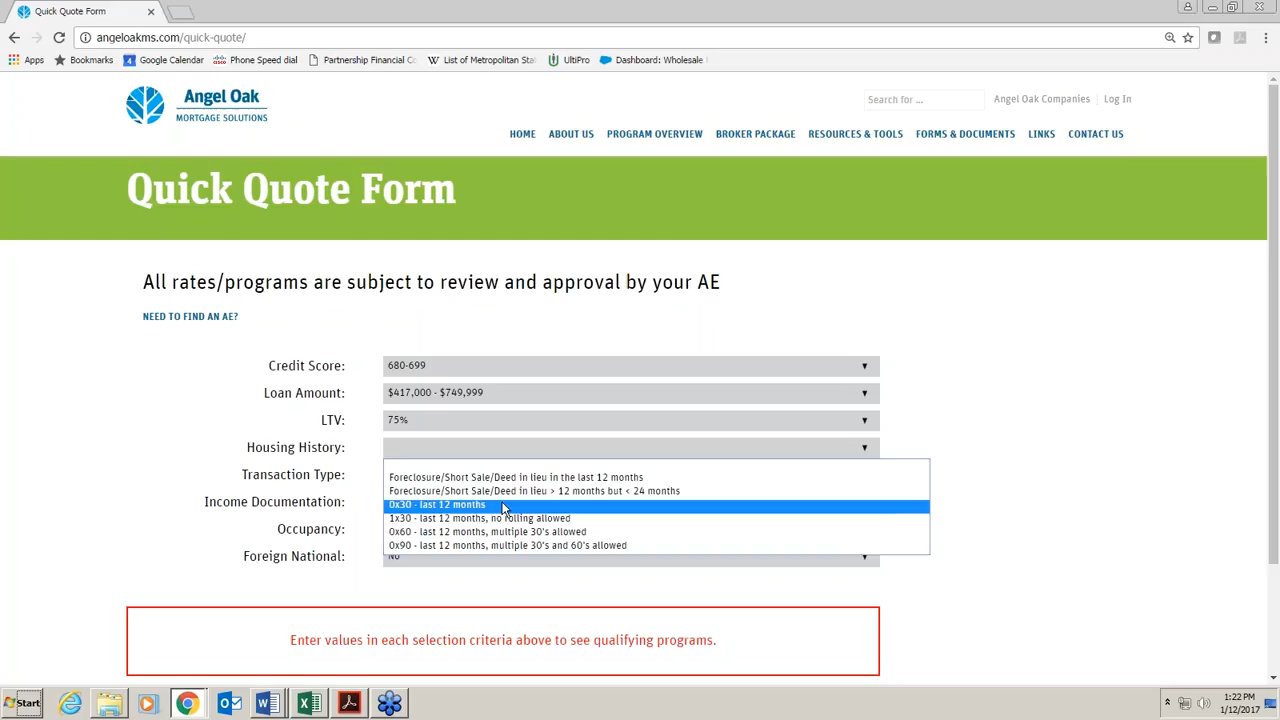 Quick Quote Form
angeloakms.com/quick-quote/
Apps
Bookmarks
Google Calendar
Phone Speed dial
Partnership Financial Co
List of Metropolitan Sta
UltiPro
Dashboard: Wholesale
Angel Oak
MORTGAGE SOLUTIONS
Search for ...
Angel Oak Companies
Log In
HOME
ABOUT US
PROGRAM OVERVIEW
BROKER PACKAGE
RESOURCES & TOOLS
FORMS & DOCUMENTS
LINKS
CONTACT US
Quick Quote Form
All rates/programs are subject to review and approval by your AE
NEED TO FIND AN AE?
Credit Score: 680-699
Loan Amount: $417,000 - $749,999
LTV: 75%
Housing History:
Foreclosure/Short Sale/Deed in lieu in the last 12 months
Foreclosure/Short Sale/Deed in lieu > 12 months but < 24 months
0x30 - last 12 months
1x30 - last 12 months, no rolling allowed
0x60 - last 12 months, multiple 30's allowed
0x90 - last 12 months, multiple 30's and 60's allowed
Transaction Type:
Income Documentation:
Occupancy:
Foreign National: No
Enter values in each selection criteria above to see qualifying programs.
Start
1:22 PM
1/12/2017